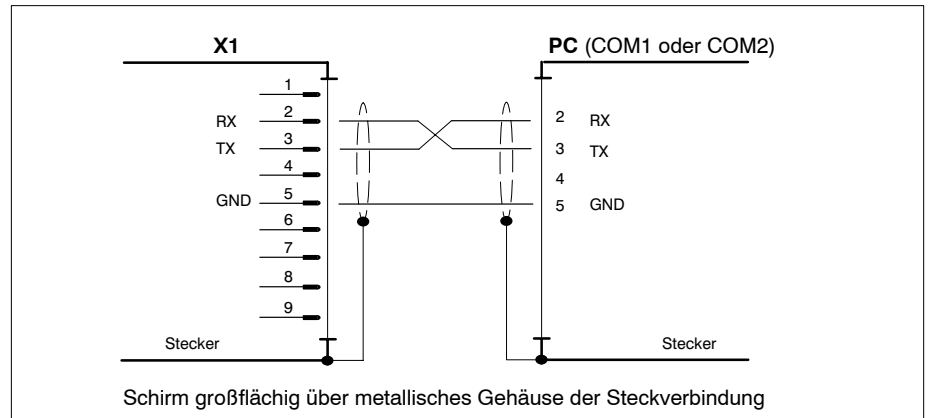 X1
PC (COM1 oder COM2)
1
RX 2
TX 3
4
GND 5
6
7
8
9
2 RX
3 TX
4
5 GND
Stecker
Stecker
Schirm großflächig über metallisches Gehäuse der Steckverbindung